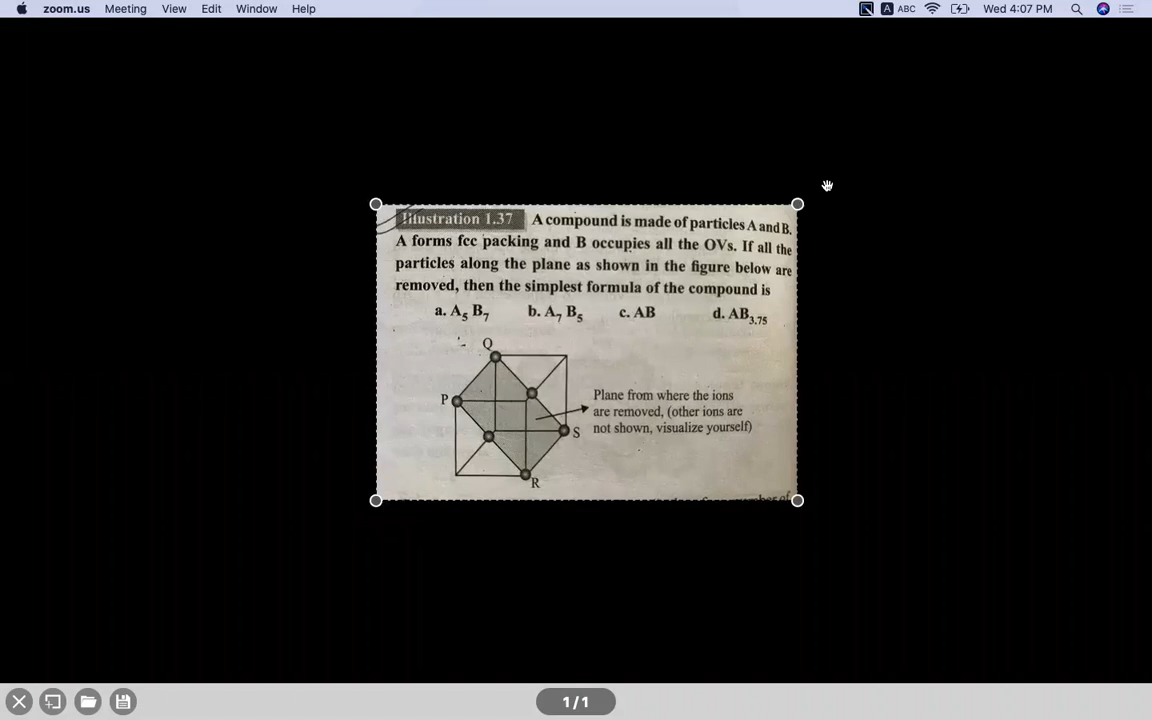 zoom.us Meeting View Edit Window Help A ABC Wed 4:07 PM
Illustration 1.37 A compound is made of particles A and B.
A forms fcc packing and B occupies all the OVs. If all the
particles along the plane as shown in the figure below are
removed, then the simplest formula of the compound is
a. A₅ B₇ b. A₇ B₅ c. AB d. AB₃.₇₅
Q
P
Plane from where the ions
are removed, (other ions are
S not shown, visualize yourself)
R
number of
1/1